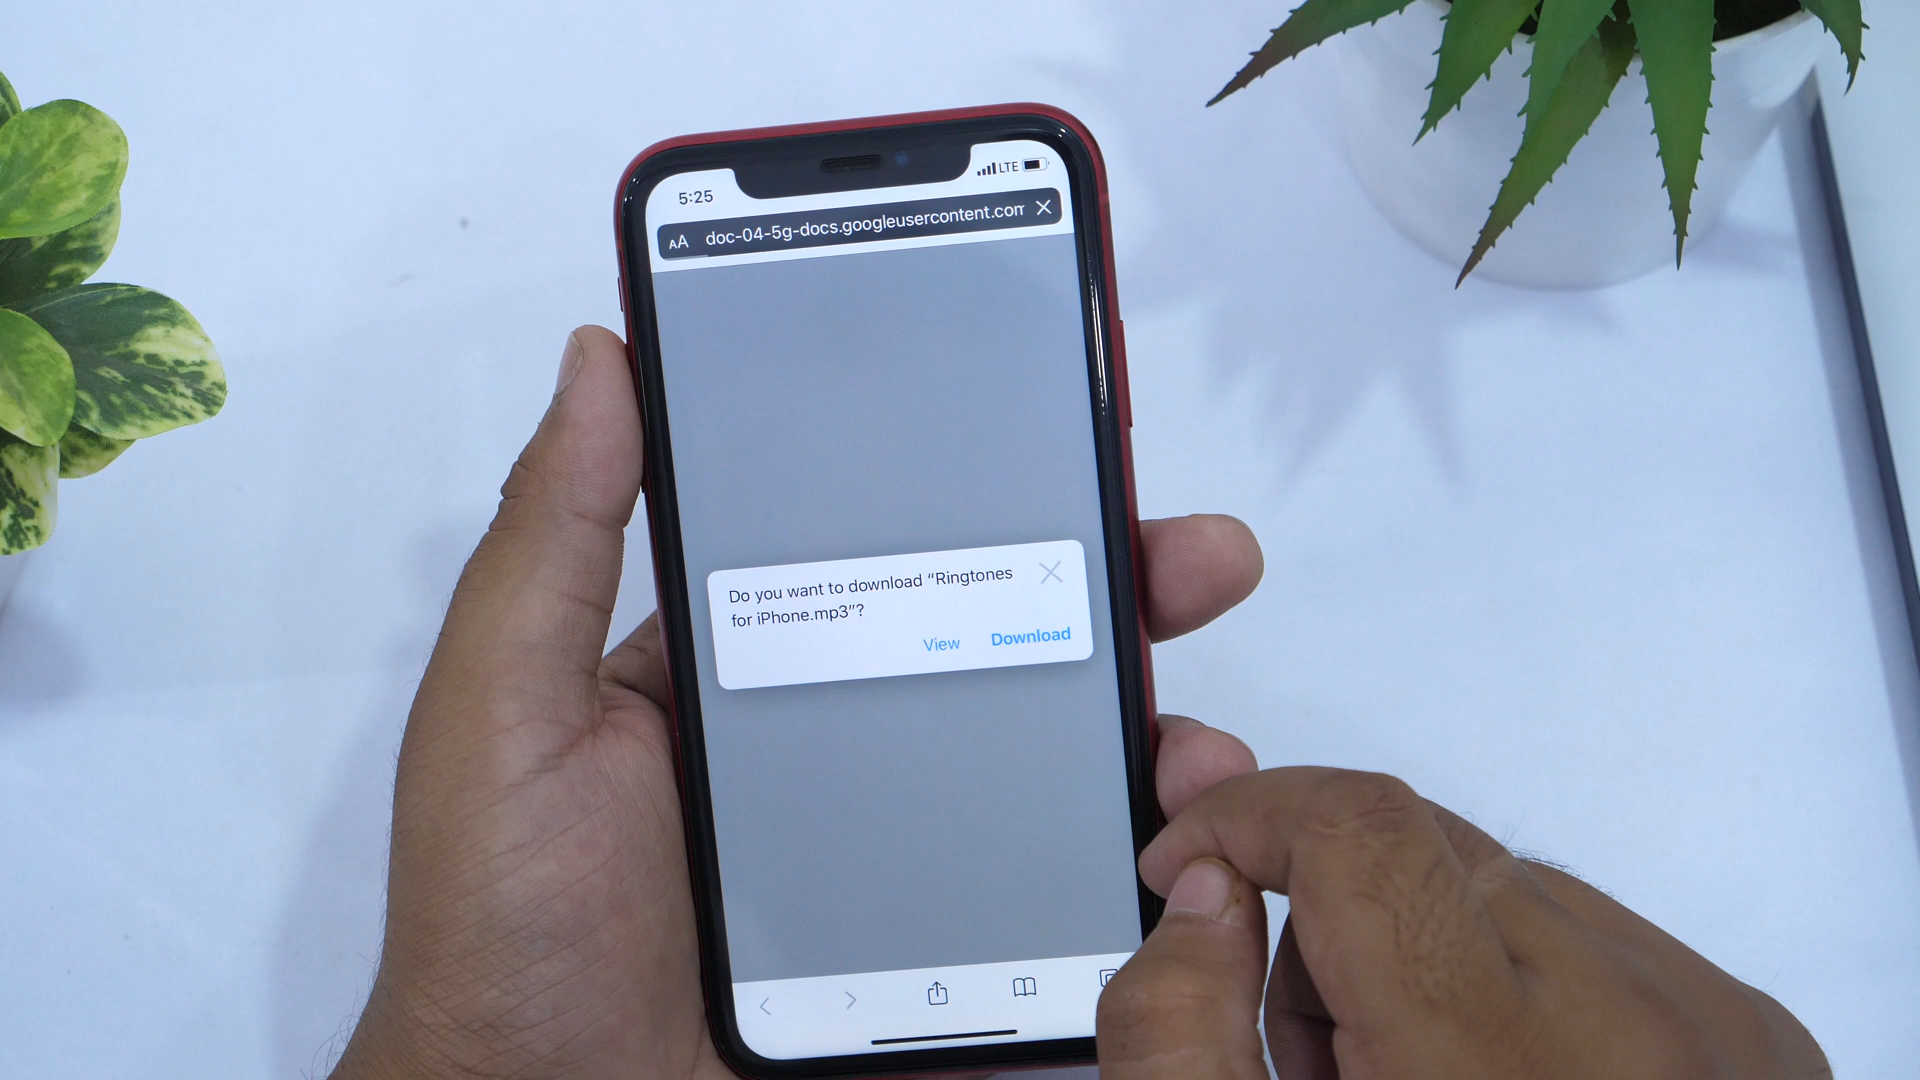 5:25
LTE
AA doc-04-5g-docs.googleusercontent.com
Do you want to download “Ringtones
for iPhone.mp3”?
View Download